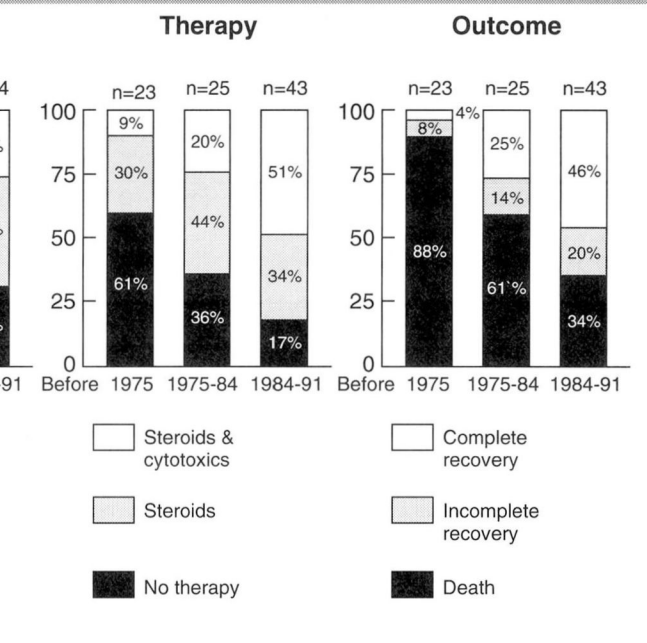 Therapy
4
n=23 n=25 n=43
100
75
50
25
0
9%
30%
61%
20%
44%
36%
51%
34%
17%
-91 Before 1975 1975-84 1984-91
Steroids &
cytotoxics
Steroids
No therapy
Outcome
n=23 n=25 n=43
100
75
50
25
0
4%
8%
88%
25%
14%
61`%
46%
20%
34%
Before 1975 1975-84 1984-91
Complete
recovery
Incomplete
recovery
Death